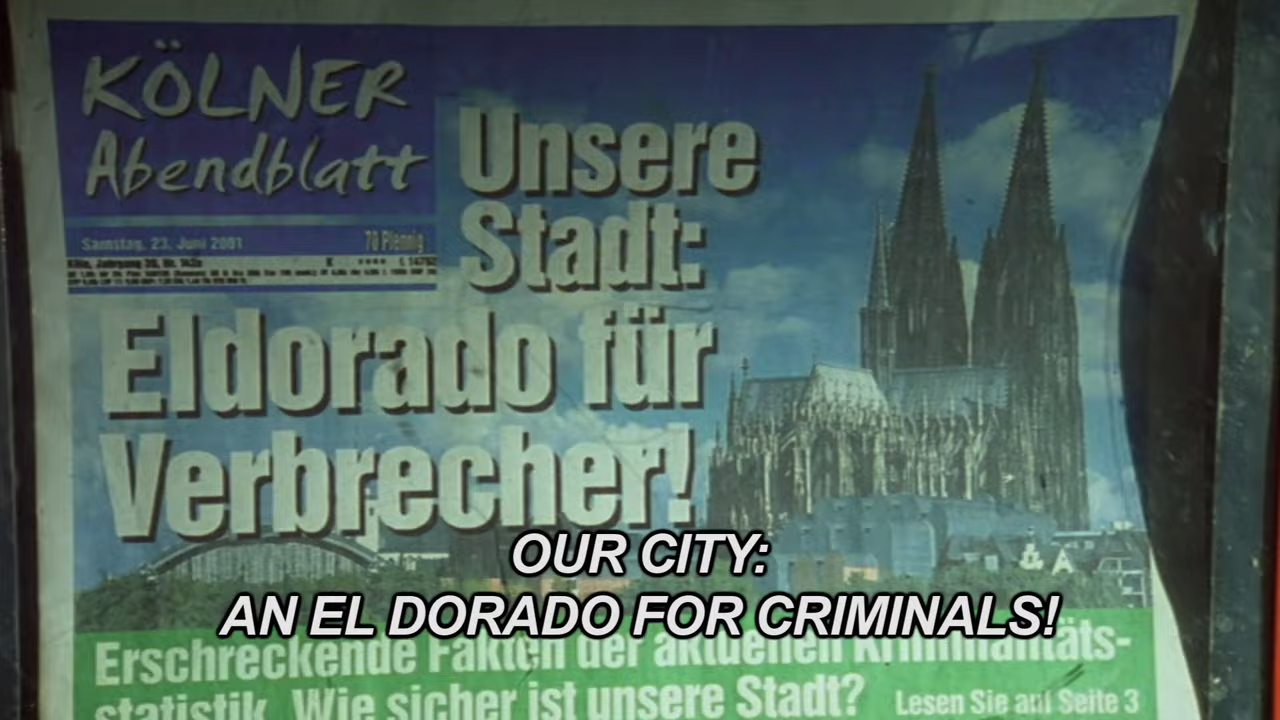 KÖLNER
Abendblatt
Samstag, 23. Juni 2001
70 Pfennig
Unsere
Stadt:
Eldorado für
Verbrecher!
OUR CITY:
AN EL DORADO FOR CRIMINALS!
Erschreckende Fakten der aktuellen Kriminalitäts-
statistik. Wie sicher ist unsere Stadt?
Lesen Sie auf Seite 3